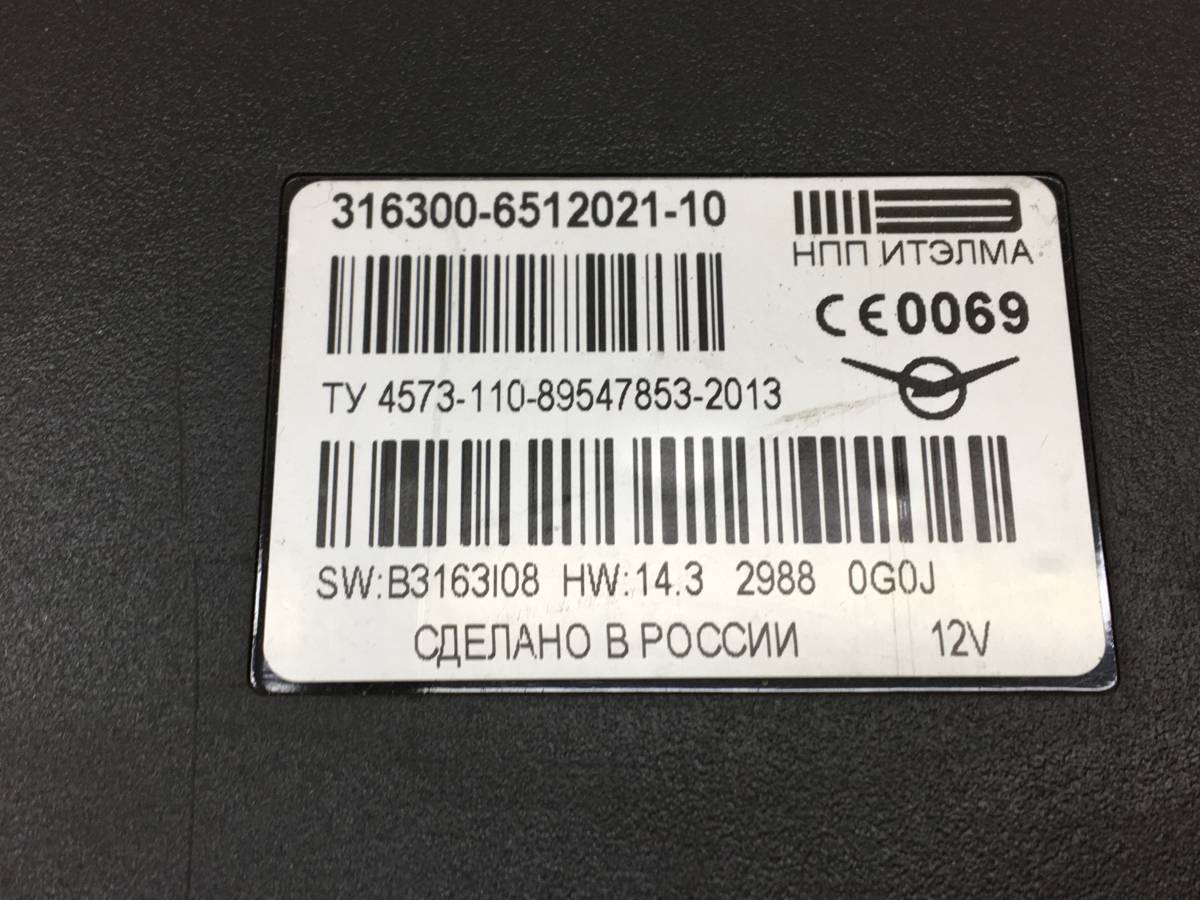 316300-6512021-10
НПП ИТЭЛМА
CE0069
ТУ 4573-110-89547853-2013
SW:B3163I08 HW:14.3 2988 0G0J
СДЕЛАНО В РОССИИ 12V